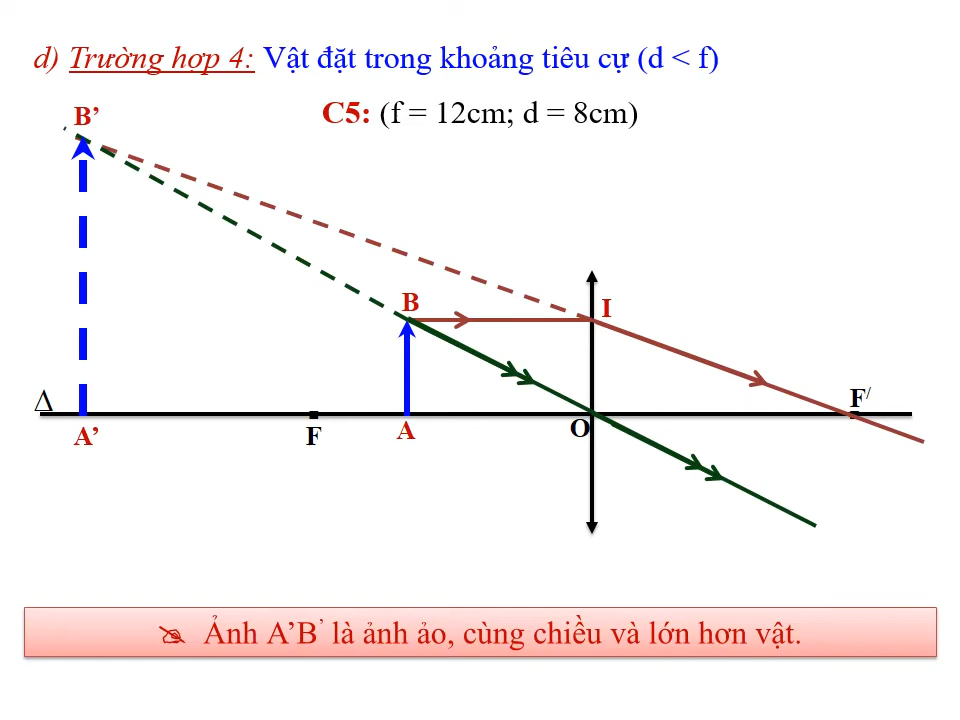 d) Trường hợp 4: Vật đặt trong khoảng tiêu cự (d < f)
C5: (f = 12cm; d = 8cm)
B’
B
I
Δ
F/
A’
F
A
O
Ảnh A’B’ là ảnh ảo, cùng chiều và lớn hơn vật.